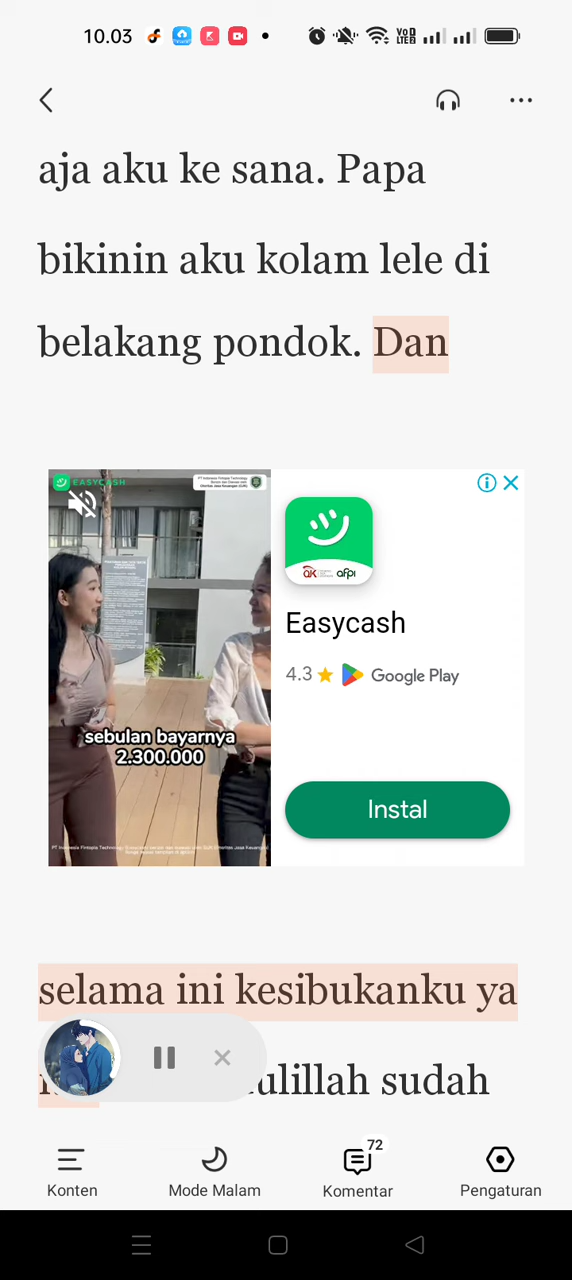 10.03
VoD
LTE2
aja aku ke sana. Papa
bikinin aku kolam lele di
belakang pondok. Dan
EASYCASH
Easycash
4.3 Google Play
sebulan bayarnya
2.300.000
Instal
selama ini kesibukanku ya
ulillah sudah
72
Konten
Mode Malam
Komentar
Pengaturan